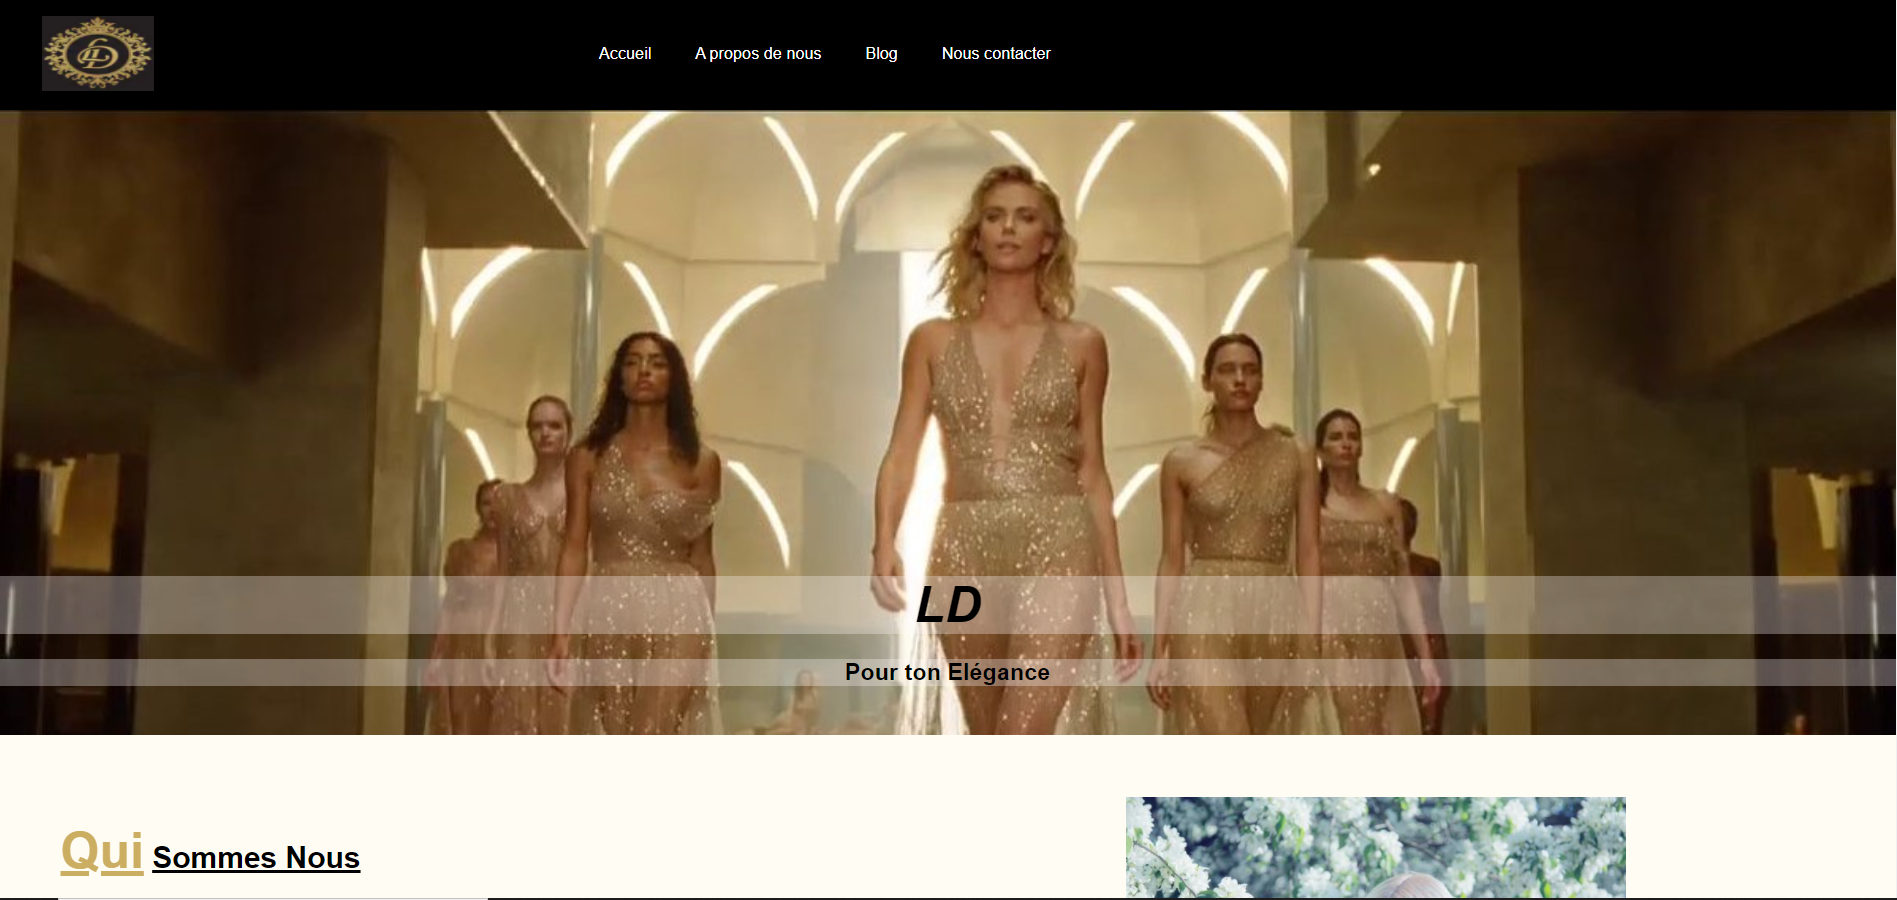 LD
Accueil A propos de nous Blog Nous contacter
LD
Pour ton Elégance
Qui Sommes Nous